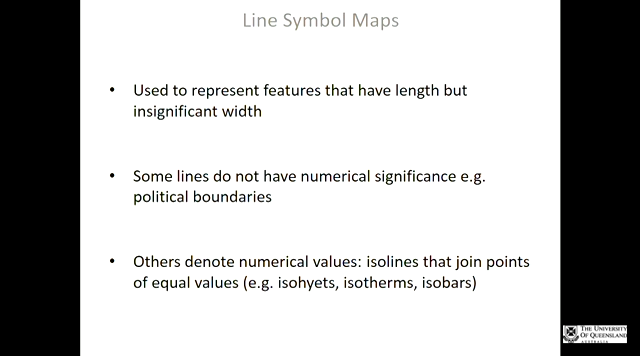 Line Symbol Maps
• Used to represent features that have length but
insignificant width
• Some lines do not have numerical significance e.g.
political boundaries
• Others denote numerical values: isolines that join points
of equal values (e.g. isohyets, isotherms, isobars)
THE UNIVERSITY
OF QUEENSLAND
AUSTRALIA